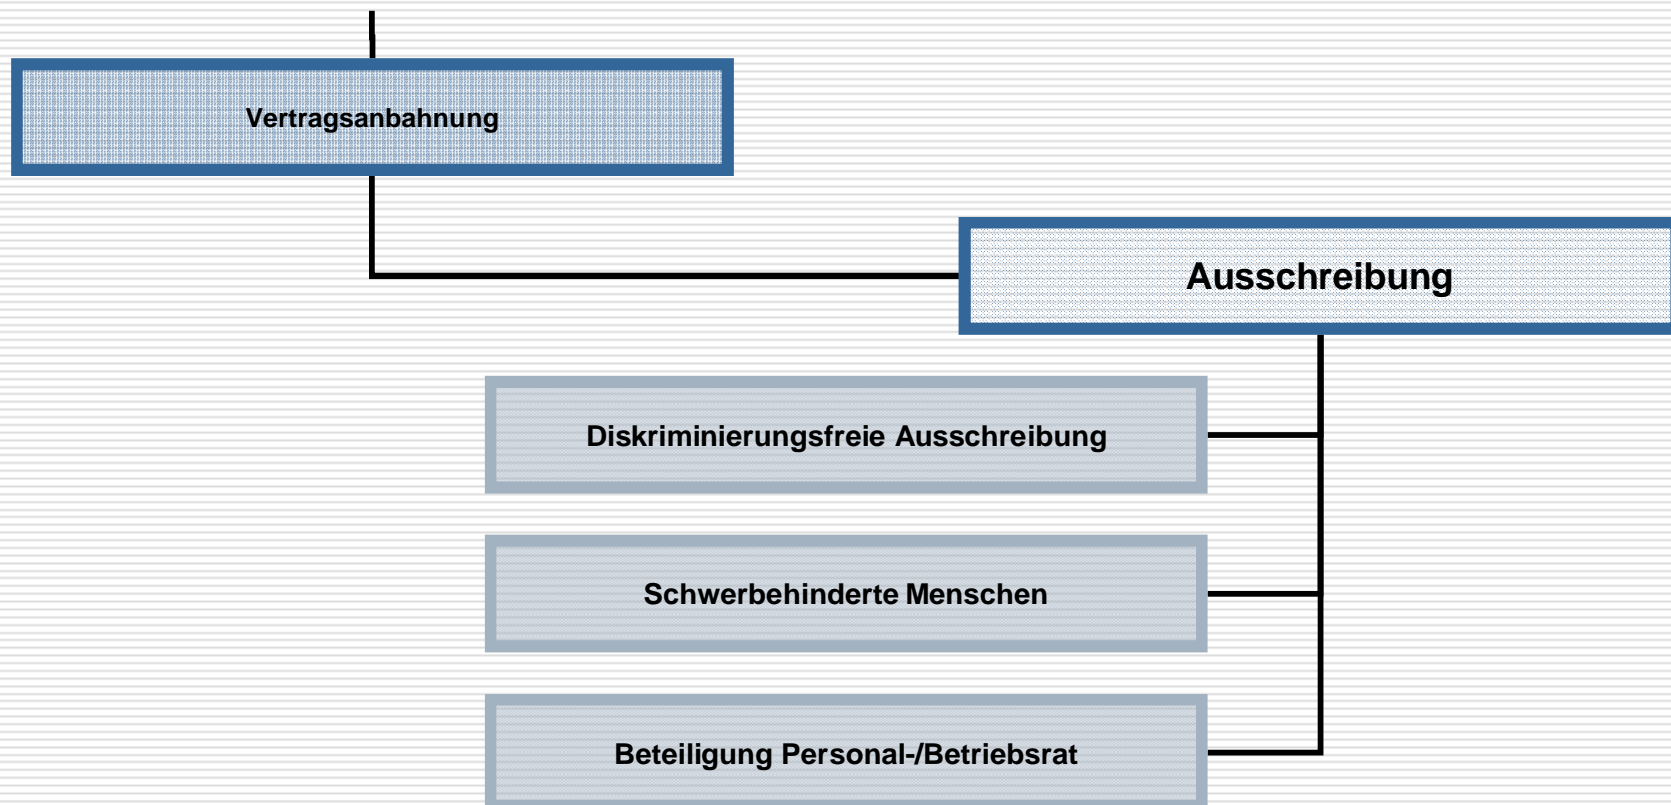 Vertragsanbahnung
Ausschreibung
Diskriminierungsfreie Ausschreibung
Schwerbehinderte Menschen
Beteiligung Personal-/Betriebsrat